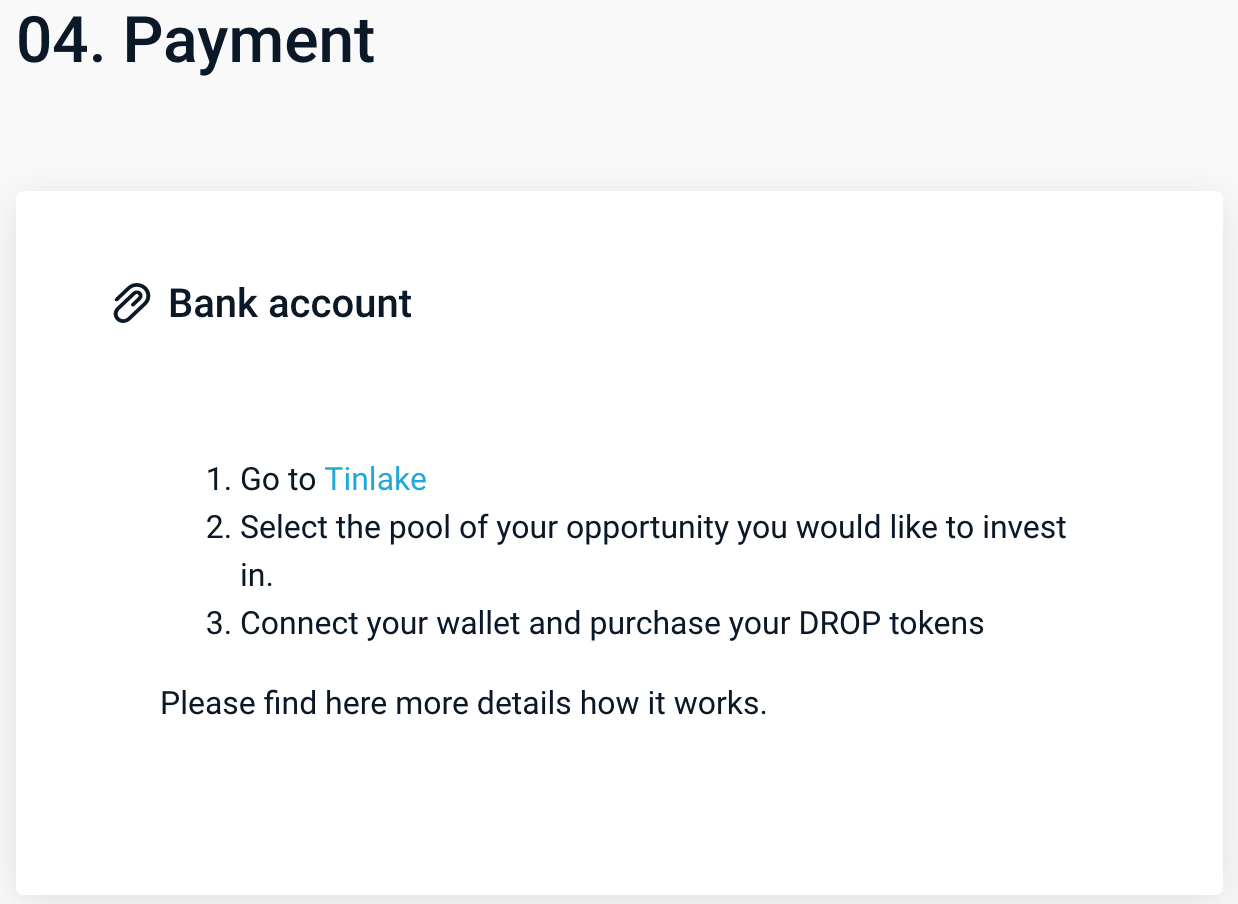 04. Payment
Bank account
1. Go to Tinlake
2. Select the pool of your opportunity you would like to invest
in.
3. Connect your wallet and purchase your DROP tokens
Please find here more details how it works.